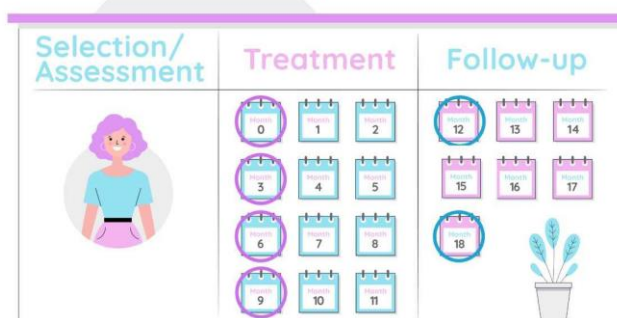 Selection/
Assessment
Treatment
Follow-up
Month Month Month
0 1 2
Month Month Month
3 4 5
Month Month Month
6 7 8
Month Month Month
9 10 11
Month Month Month
12 13 14
Month Month Month
15 16 17
Month
18